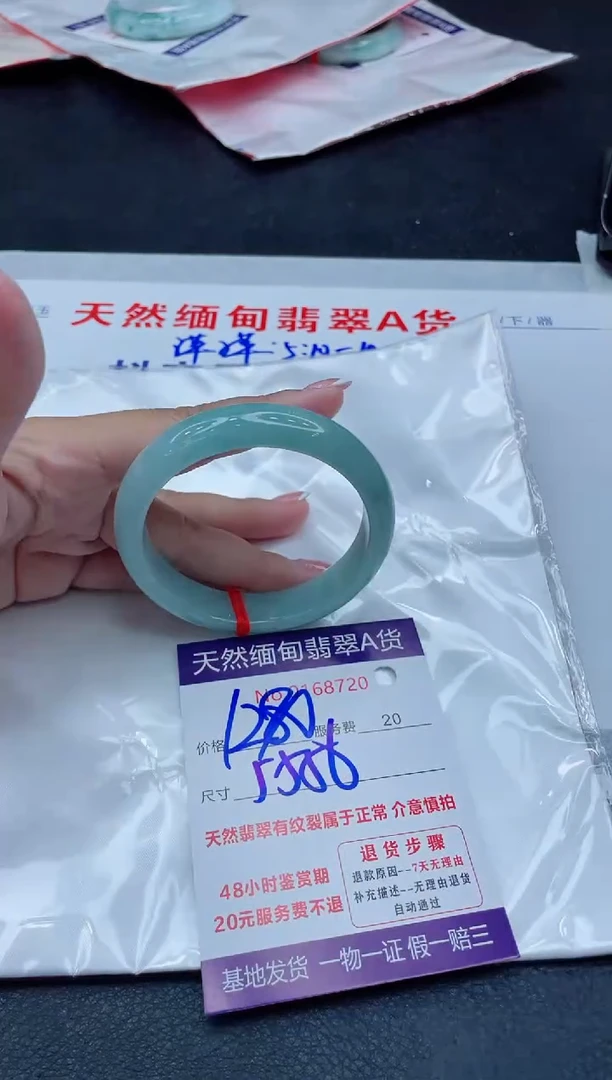 天然缅甸翡翠A货
洋洋
天然缅甸翡翠A货
No 0168720
价格 1280 服务费 20
尺寸
天然翡翠有纹裂属于正常 介意慎拍
48小时鉴赏期
20元服务费不退
退货步骤
退款原因--7天无理由
补充描述--无理由退货
自动通过
基地发货 一物一证 假一赔三